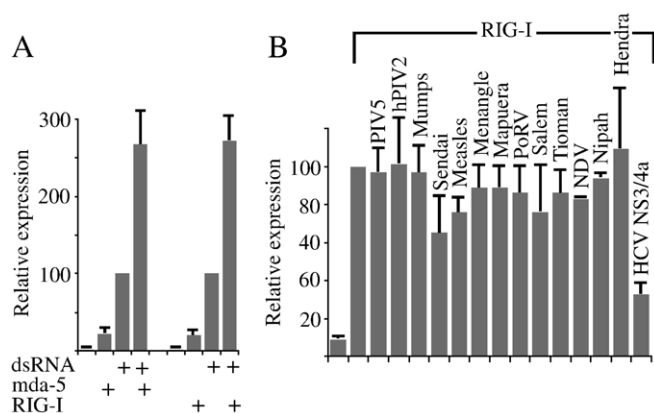 A
Relative expression
300
200
100
dsRNA + + + +
mda-5 + +
RIG-I + +
B
RIG-I
Relative expression
100
80
40
60
20
PIV5
hPIV2
Mumps
Sendai
Measles
Menangle
Mapuera
PoRV
Salem
Tioman
NDV
Nipah
Hendra
HCV NS3/4a